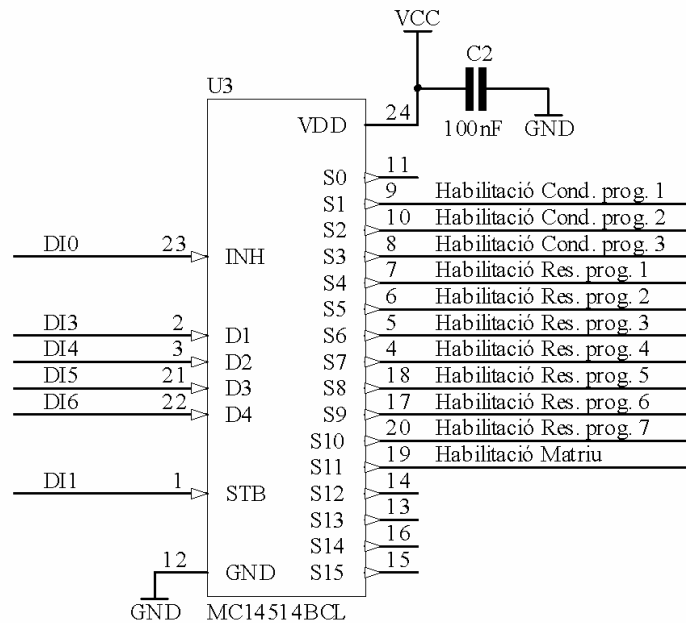 VCC
C2
U3
VDD 24
100nF GND
S0 11
S1 9 Habilitació Cond. prog. 1
S2 10 Habilitació Cond. prog. 2
DI0 23 INH S3 8 Habilitació Cond. prog. 3
S4 7 Habilitació Res. prog. 1
S5 6 Habilitació Res. prog. 2
DI3 2 D1 S6 5 Habilitació Res. prog. 3
DI4 3 D2 S7 4 Habilitació Res. prog. 4
DI5 21 D3 S8 18 Habilitació Res. prog. 5
DI6 22 D4 S9 17 Habilitació Res. prog. 6
S10 20 Habilitació Res. prog. 7
S11 19 Habilitació Matriu
DI1 1 STB S12 14
S13 13
S14 16
12 GND S15 15
GND MC14514BCL